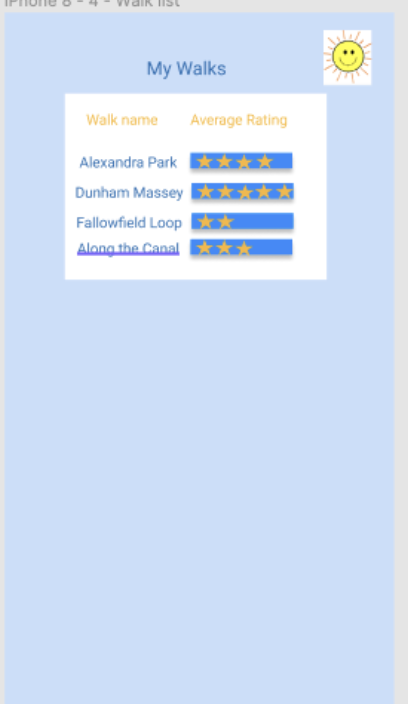 iPhone 8 - 4 - Walk list
My Walks
Walk name Average Rating
Alexandra Park
Dunham Massey
Fallowfield Loop
Along the Canal